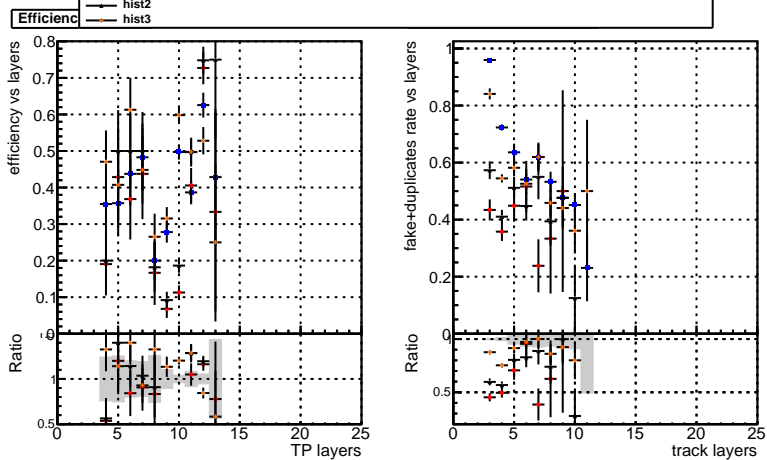 hist2
Efficienc
hist3
efficiency vs layers
0.8
0.7
0.6
0.5
0.4
0.3
0.2
0.1
Ratio
1
0.5
0 5 10 15 20 25
TP layers
fake+duplicates rate vs layers
1
0.8
0.6
0.4
0.2
0
Ratio
1
0.5
0 5 10 15 20 25
track layers